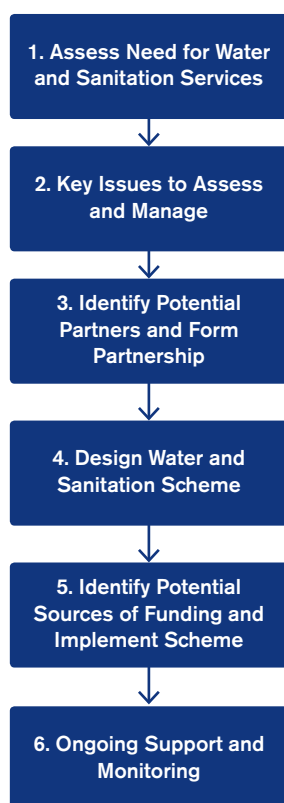 1. Assess Need for Water
and Sanitation Services
2. Key Issues to Assess
and Manage
3. Identify Potential
Partners and Form
Partnership
4. Design Water and
Sanitation Scheme
5. Identify Potential
Sources of Funding and
Implement Scheme
6. Ongoing Support and
Monitoring